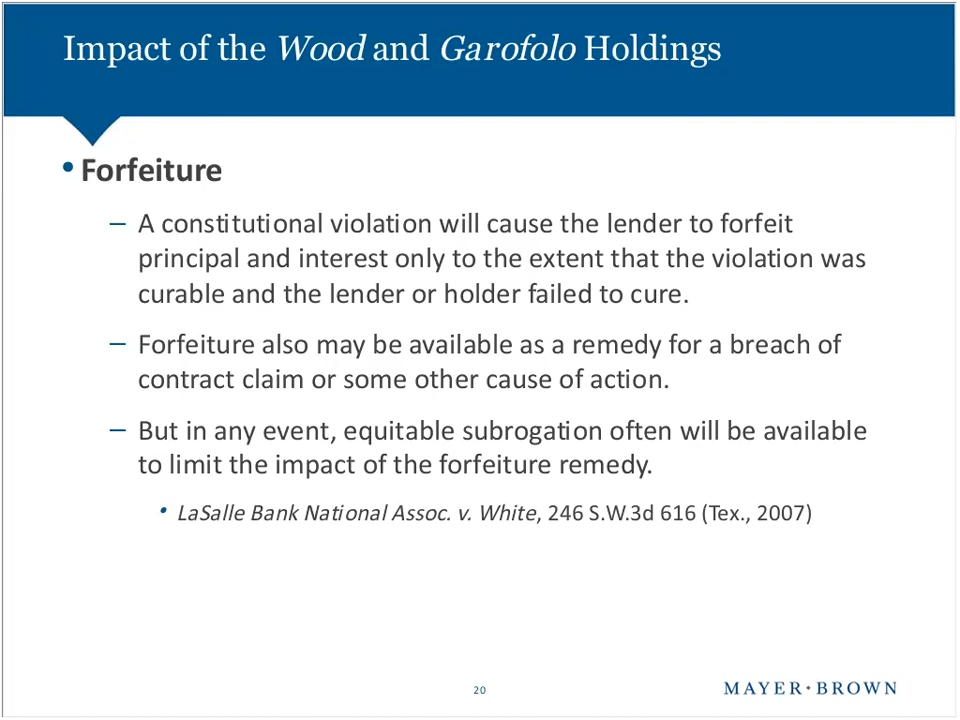 Impact of the Wood and Garofolo Holdings
• Forfeiture
– A constitutional violation will cause the lender to forfeit
principal and interest only to the extent that the violation was
curable and the lender or holder failed to cure.
– Forfeiture also may be available as a remedy for a breach of
contract claim or some other cause of action.
– But in any event, equitable subrogation often will be available
to limit the impact of the forfeiture remedy.
• LaSalle Bank National Assoc. v. White, 246 S.W.3d 616 (Tex., 2007)
20
MAYER • BROWN